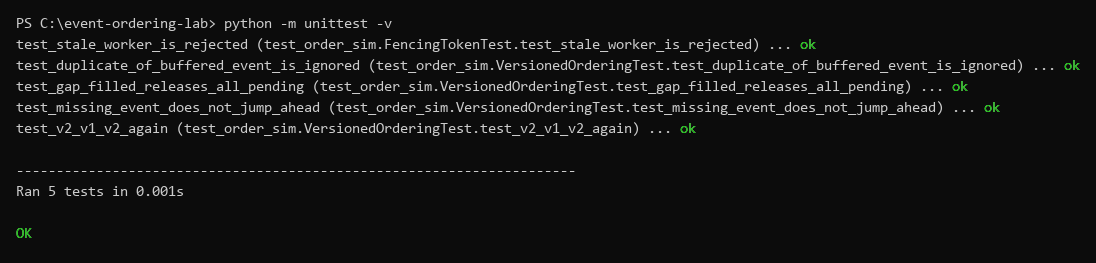 PS C:\event-ordering-lab> python -m unittest -v
test_stale_worker_is_rejected (test_order_sim.FencingTokenTest.test_stale_worker_is_rejected) ... ok
test_duplicate_of_buffered_event_is_ignored (test_order_sim.VersionedOrderingTest.test_duplicate_of_buffered_event_is_ignored) ... ok
test_gap_filled_releases_all_pending (test_order_sim.VersionedOrderingTest.test_gap_filled_releases_all_pending) ... ok
test_missing_event_does_not_jump_ahead (test_order_sim.VersionedOrderingTest.test_missing_event_does_not_jump_ahead) ... ok
test_v2_v1_v2_again (test_order_sim.VersionedOrderingTest.test_v2_v1_v2_again) ... ok
----------------------------------------------------------------------
Ran 5 tests in 0.001s
OK